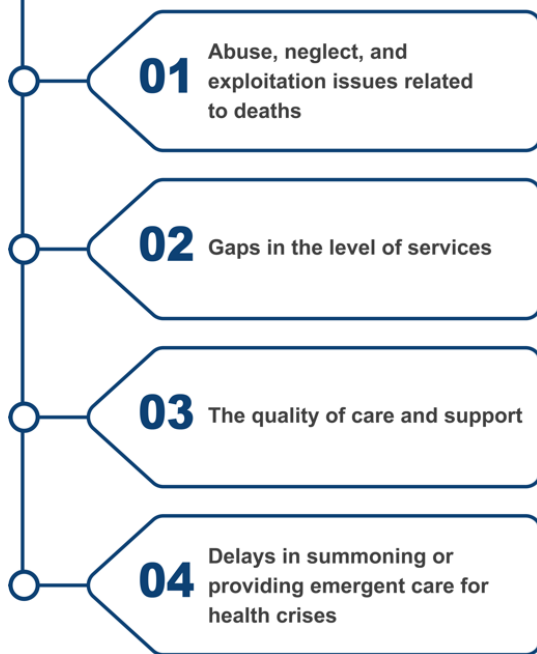 01
Abuse, neglect, and
exploitation issues related
to deaths
02
Gaps in the level of services
03
The quality of care and support
04
Delays in summoning or
providing emergent care for
health crises